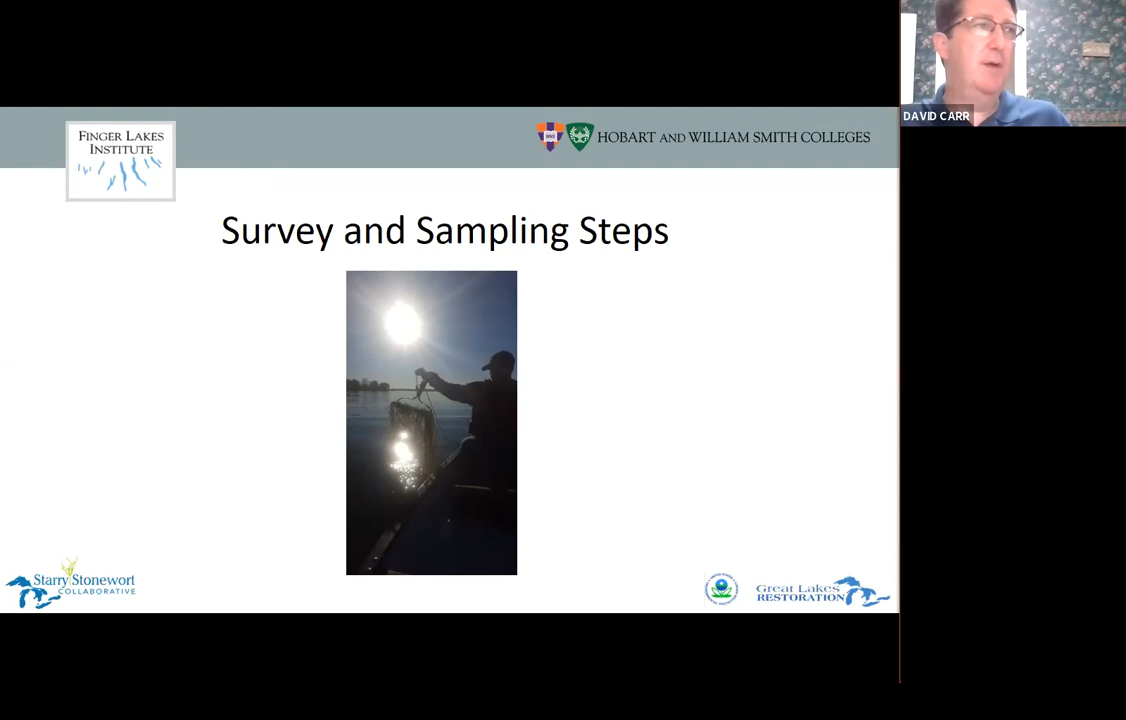 FINGER LAKES
INSTITUTE
HOBART AND WILLIAM SMITH COLLEGES
DAVID CARR
Survey and Sampling Steps
Starry Stonewort
COLLABORATIVE
Great Lakes
RESTORATION